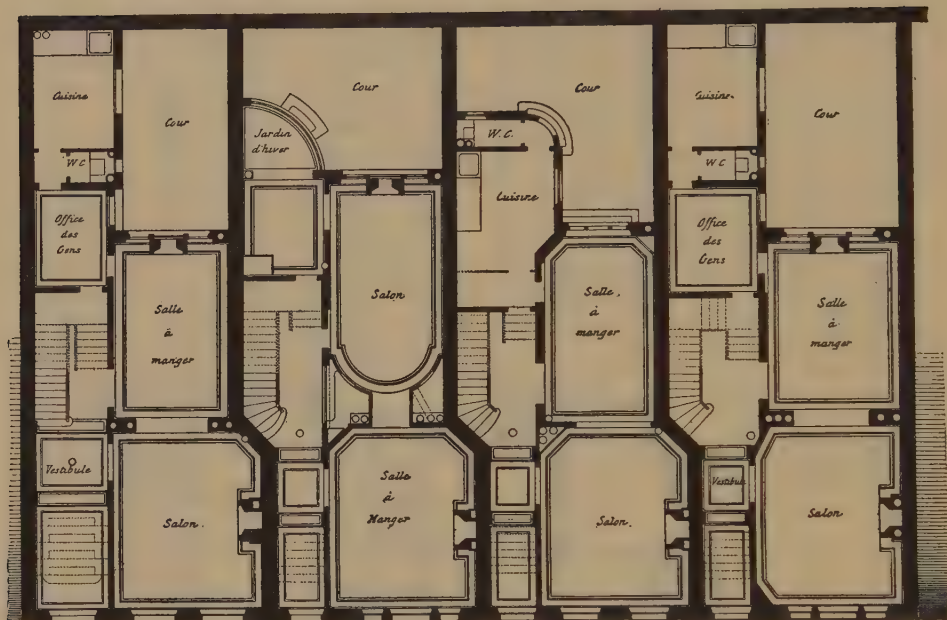 Cuisine
Cour
W.C
Office
des
Gens
Salle
à
manger
Vestibule
Salon.
Cour
Jardin
d'hiver
Salon
Salle
à
Manger
Cour
W.C.
Cuisine
Salle
à
manger
Salon.
Cuisine
Cour
W.C
Office
des
Gens
Salle
à
manger
Vestibule
Salon